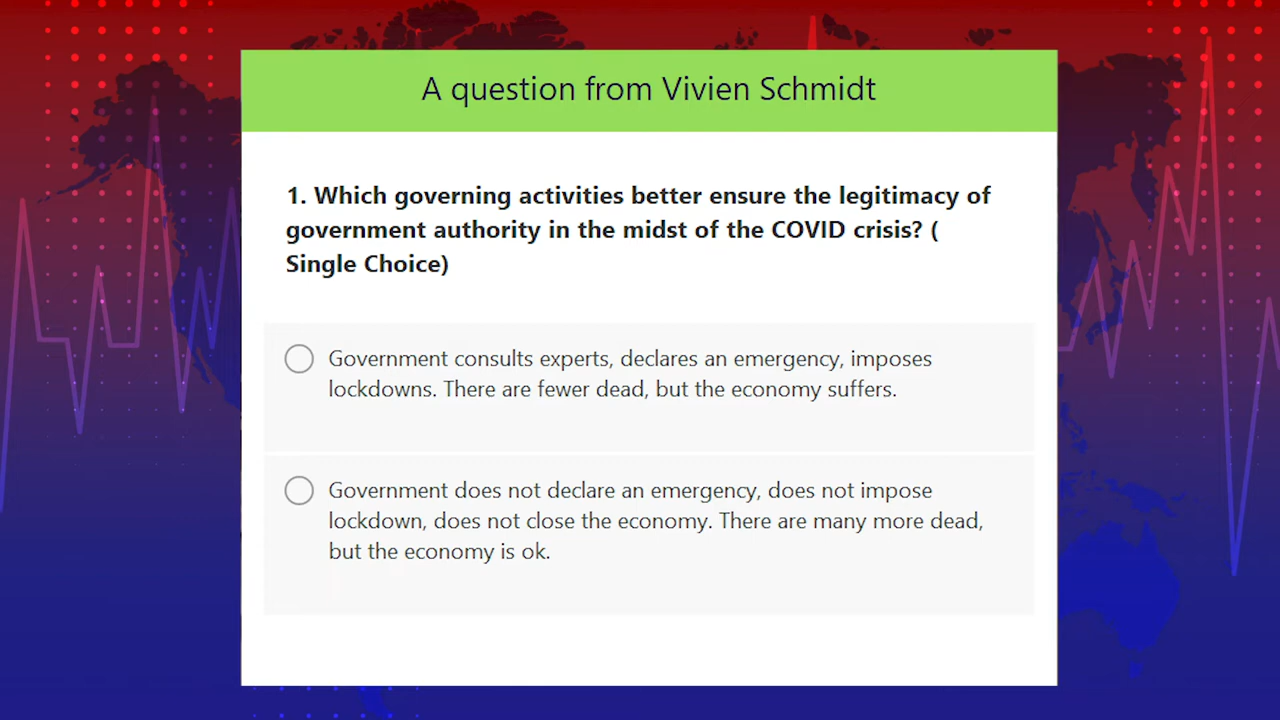 A question from Vivien Schmidt
1. Which governing activities better ensure the legitimacy of
government authority in the midst of the COVID crisis? (
Single Choice)
Government consults experts, declares an emergency, imposes
lockdowns. There are fewer dead, but the economy suffers.
Government does not declare an emergency, does not impose
lockdown, does not close the economy. There are many more dead,
but the economy is ok.